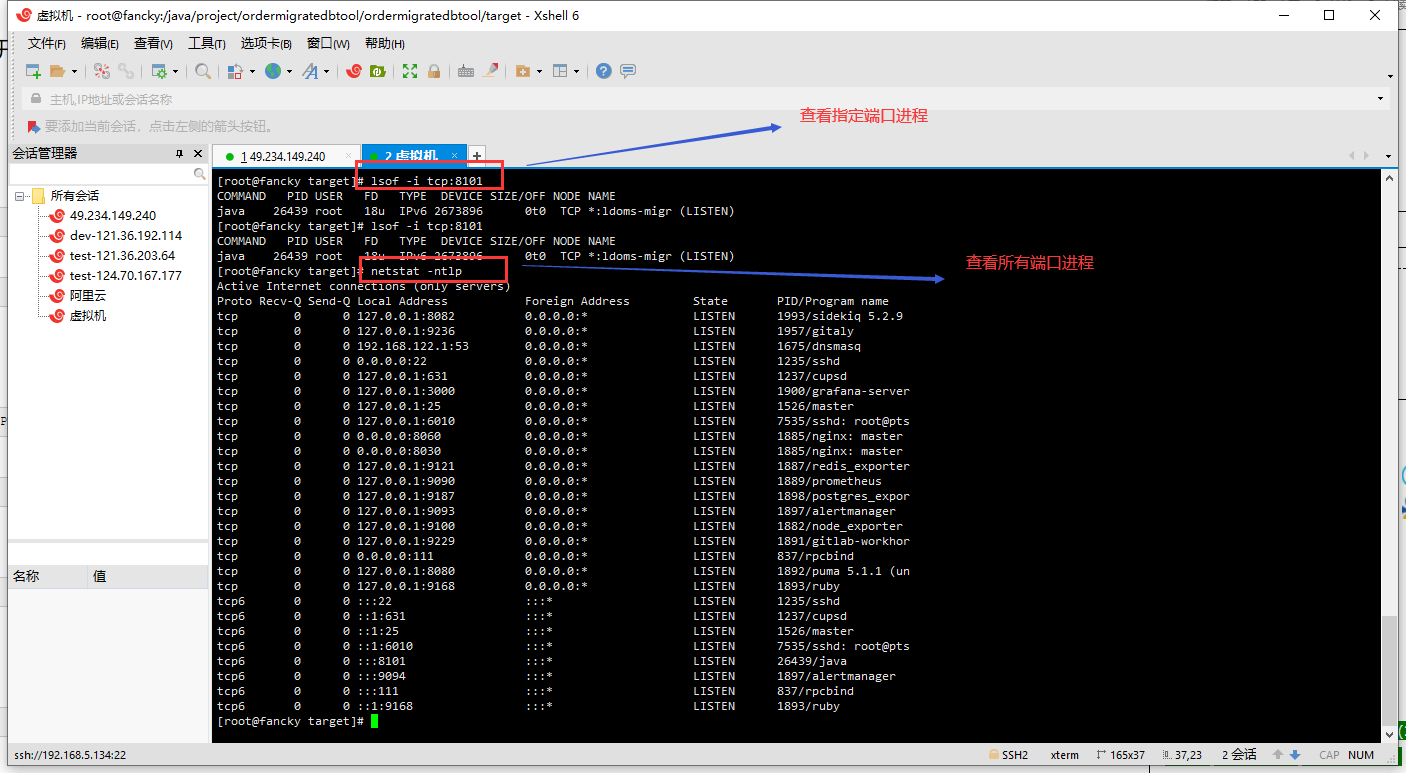 虚拟机 - root@fancky:/java/project/ordermigratedbtool/ordermigratedbtool/target - Xshell 6
文件(F) 编辑(E) 查看(V) 工具(T) 选项卡(B) 窗口(W) 帮助(H)
主机,IP地址或会话名称
要添加当前会话，点击左侧的箭头按钮。
查看指定端口进程
会话管理器
1 49.234.149.240
2 虚拟机
所有会话
49.234.149.240
dev-121.36.192.114
test-121.36.203.64
test-124.70.167.177
阿里云
虚拟机
名称 值
[root@fancky target]# lsof -i tcp:8101
COMMAND PID USER FD TYPE DEVICE SIZE/OFF NODE NAME
java 26439 root 18u IPv6 2673896 0t0 TCP *:ldoms-migr (LISTEN)
[root@fancky target]# lsof -i tcp:8101
COMMAND PID USER FD TYPE DEVICE SIZE/OFF NODE NAME
java 26439 root 18u IPv6 2673896 0t0 TCP *:ldoms-migr (LISTEN)
查看所有端口进程
[root@fancky target]# netstat -ntlp
Active Internet connections (only servers)
Proto Recv-Q Send-Q Local Address Foreign Address State PID/Program name
tcp 0 0 127.0.0.1:8082 0.0.0.0:* LISTEN 1993/sidekiq 5.2.9
tcp 0 0 127.0.0.1:9236 0.0.0.0:* LISTEN 1957/gitaly
tcp 0 0 192.168.122.1:53 0.0.0.0:* LISTEN 1675/dnsmasq
tcp 0 0 0.0.0.0:22 0.0.0.0:* LISTEN 1235/sshd
tcp 0 0 127.0.0.1:631 0.0.0.0:* LISTEN 1237/cupsd
tcp 0 0 127.0.0.1:3000 0.0.0.0:* LISTEN 1900/grafana-server
tcp 0 0 127.0.0.1:25 0.0.0.0:* LISTEN 1526/master
tcp 0 0 127.0.0.1:6010 0.0.0.0:* LISTEN 7535/sshd: root@pts
tcp 0 0 0.0.0.0:8060 0.0.0.0:* LISTEN 1885/nginx: master
tcp 0 0 0.0.0.0:8030 0.0.0.0:* LISTEN 1885/nginx: master
tcp 0 0 127.0.0.1:9121 0.0.0.0:* LISTEN 1887/redis_exporter
tcp 0 0 127.0.0.1:9090 0.0.0.0:* LISTEN 1889/prometheus
tcp 0 0 127.0.0.1:9187 0.0.0.0:* LISTEN 1898/postgres_expor
tcp 0 0 127.0.0.1:9093 0.0.0.0:* LISTEN 1897/alertmanager
tcp 0 0 127.0.0.1:9100 0.0.0.0:* LISTEN 1882/node_exporter
tcp 0 0 127.0.0.1:9229 0.0.0.0:* LISTEN 1891/gitlab-workhor
tcp 0 0 0.0.0.0:111 0.0.0.0:* LISTEN 837/rpcbind
tcp 0 0 127.0.0.1:8080 0.0.0.0:* LISTEN 1892/puma 5.1.1 (un
tcp 0 0 127.0.0.1:9168 0.0.0.0:* LISTEN 1893/ruby
tcp6 0 0 :::22 :::* LISTEN 1235/sshd
tcp6 0 0 ::1:631 :::* LISTEN 1237/cupsd
tcp6 0 0 ::1:25 :::* LISTEN 1526/master
tcp6 0 0 ::1:6010 :::* LISTEN 7535/sshd: root@pts
tcp6 0 0 :::8101 :::* LISTEN 26439/java
tcp6 0 0 :::9094 :::* LISTEN 1897/alertmanager
tcp6 0 0 :::111 :::* LISTEN 837/rpcbind
tcp6 0 0 ::1:9168 :::* LISTEN 1893/ruby
[root@fancky target]#
ssh://192.168.5.134:22 SSH2 xterm 165x37 37,23 2 会话 CAP NUM